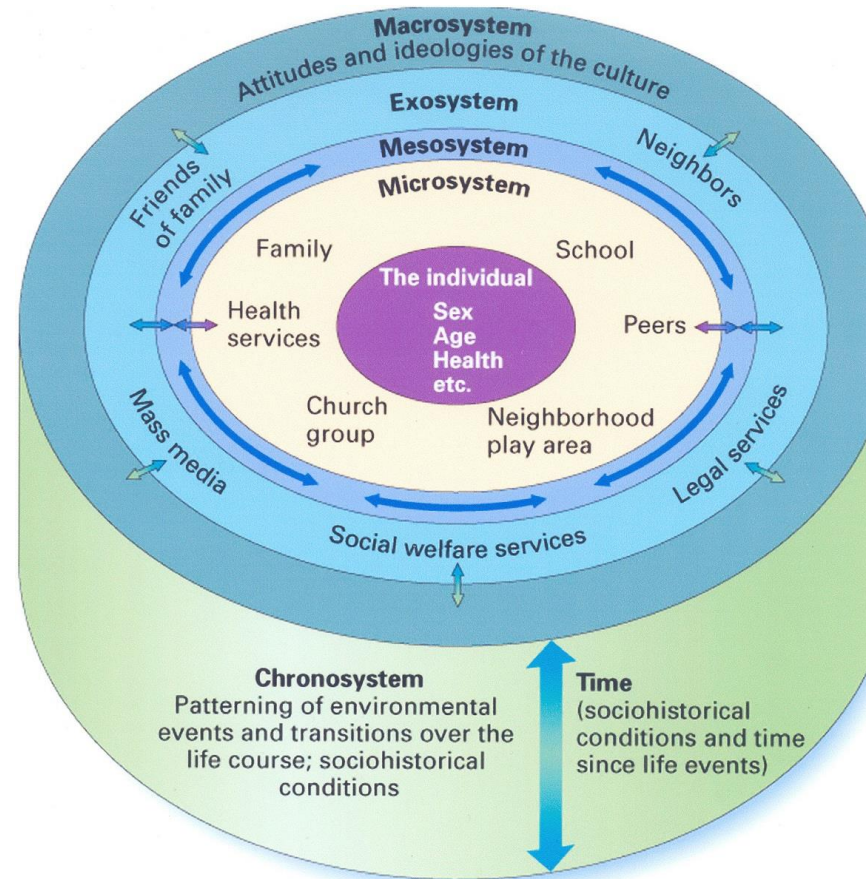 Macrosystem
Attitudes and ideologies of the culture
Exosystem
Mesosystem
Microsystem
Friends
of family
Neighbors
Family
School
The individual
Sex
Age
Health
etc.
Health
services
Peers
Church
group
Neighborhood
play area
Mass media
Legal services
Social welfare services
Chronosystem
Patterning of environmental
events and transitions over the
life course; sociohistorical
conditions
Time
(sociohistorical
conditions and time
since life events)